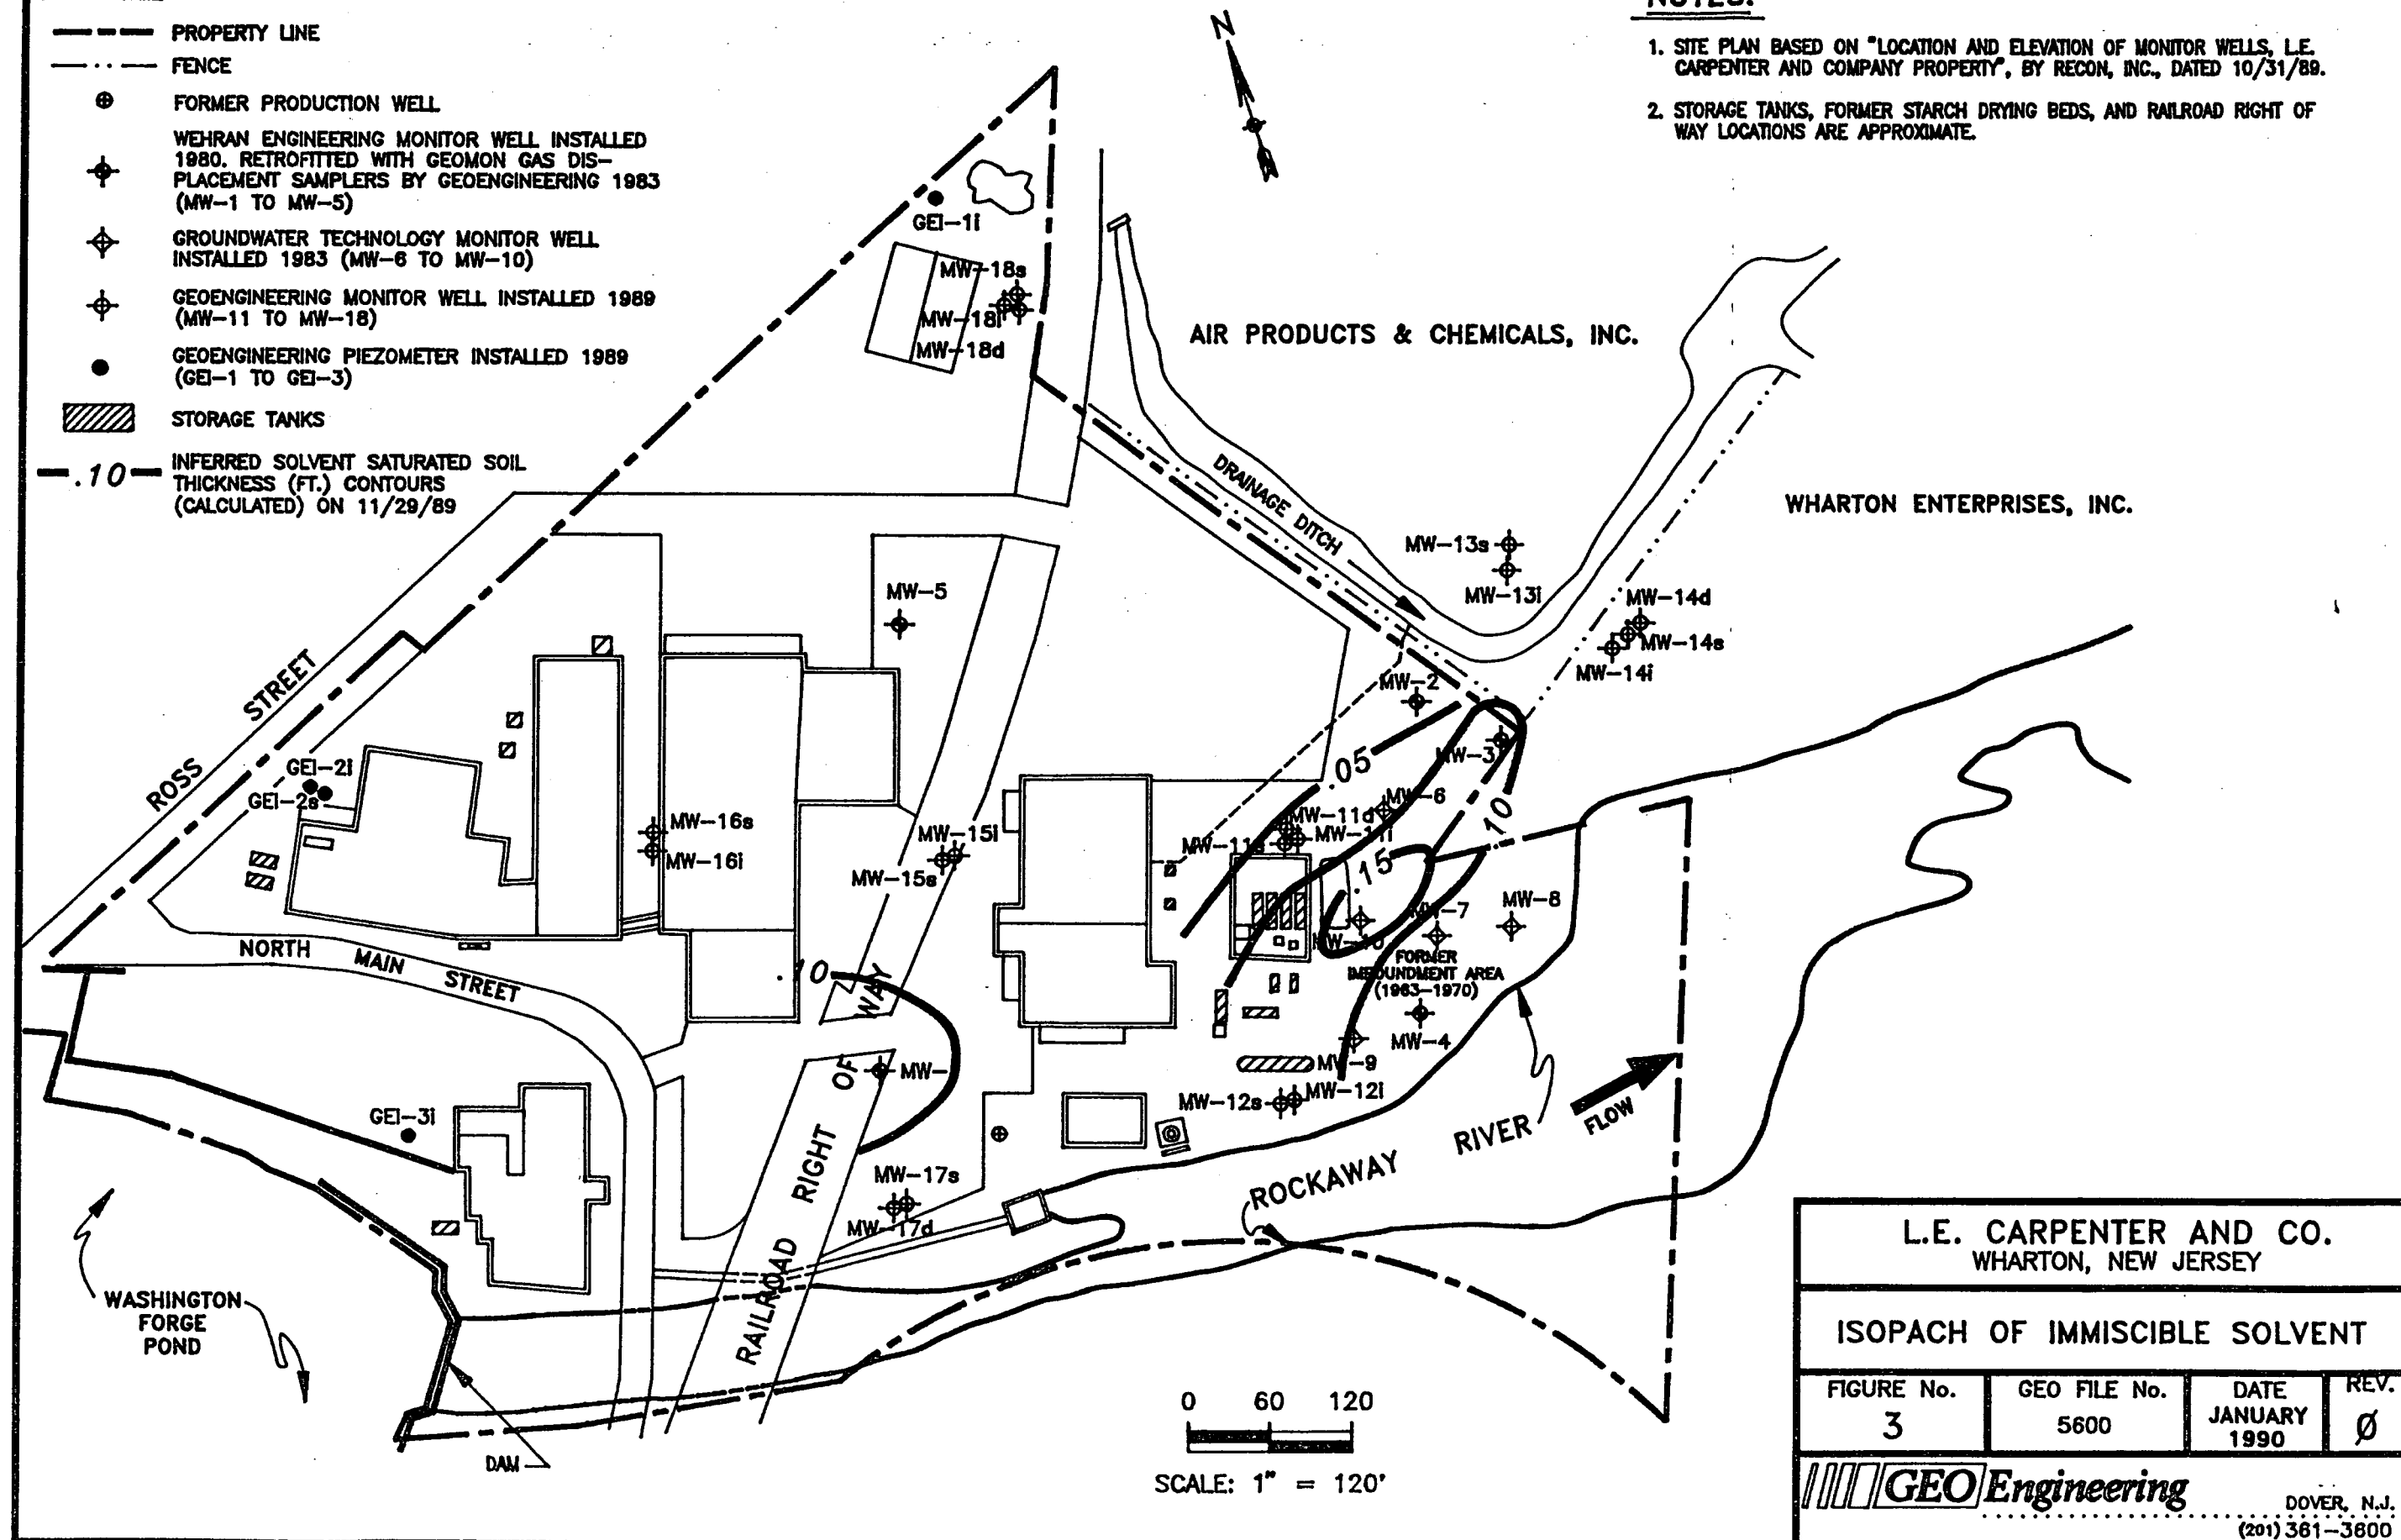 PROPERTY LINE
FENCE
FORMER PRODUCTION WELL
WEHRAN ENGINEERING MONITOR WELL INSTALLED
1980. RETROFITTED WITH GEOMON GAS DIS–
PLACEMENT SAMPLERS BY GEOENGINEERING 1983
(MW–1 TO MW–5)
GROUNDWATER TECHNOLOGY MONITOR WELL
INSTALLED 1983 (MW–6 TO MW–10)
GEOENGINEERING MONITOR WELL INSTALLED 1989
(MW–11 TO MW–18)
GEOENGINEERING PIEZOMETER INSTALLED 1989
(GEI–1 TO GEI–3)
STORAGE TANKS
.10
INFERRED SOLVENT SATURATED SOIL
THICKNESS (FT.) CONTOURS
(CALCULATED) ON 11/29/89
N
NOTES:
1. SITE PLAN BASED ON "LOCATION AND ELEVATION OF MONITOR WELLS, L.E.
CARPENTER AND COMPANY PROPERTY", BY RECON, INC., DATED 10/31/89.
2. STORAGE TANKS, FORMER STARCH DRYING BEDS, AND RAILROAD RIGHT OF
WAY LOCATIONS ARE APPROXIMATE.
GEI–1i
MW–18s
MW–18i
MW–18d
AIR PRODUCTS & CHEMICALS, INC.
DRAINAGE DITCH
WHARTON ENTERPRISES, INC.
MW–13s
MW–13i
MW–14d
MW–14s
MW–14i
MW–5
MW–2
MW–3
.05
MW–6
.10
MW–11d
MW–11i
MW–11s
.15
ROSS STREET
GEI–2i
GEI–2s
MW–16s
MW–16i
MW–15i
MW–15s
MW–7
MW–8
MW–10
FORMER
IMPOUNDMENT AREA
(1963–1970)
MW–4
MW–9
MW–12i
MW–12s
NORTH MAIN STREET
.10
MW–
RAILROAD RIGHT OF WAY
GEI–3i
MW–17s
MW–17d
ROCKAWAY RIVER
FLOW
WASHINGTON
FORGE
POND
DAM
0 60 120
SCALE: 1" = 120'
L.E. CARPENTER AND CO.
WHARTON, NEW JERSEY
ISOPACH OF IMMISCIBLE SOLVENT
FIGURE No.
3
GEO FILE No.
5600
DATE
JANUARY
1990
REV.
Ø
GEO Engineering
DOVER, N.J.
(201) 361–3600